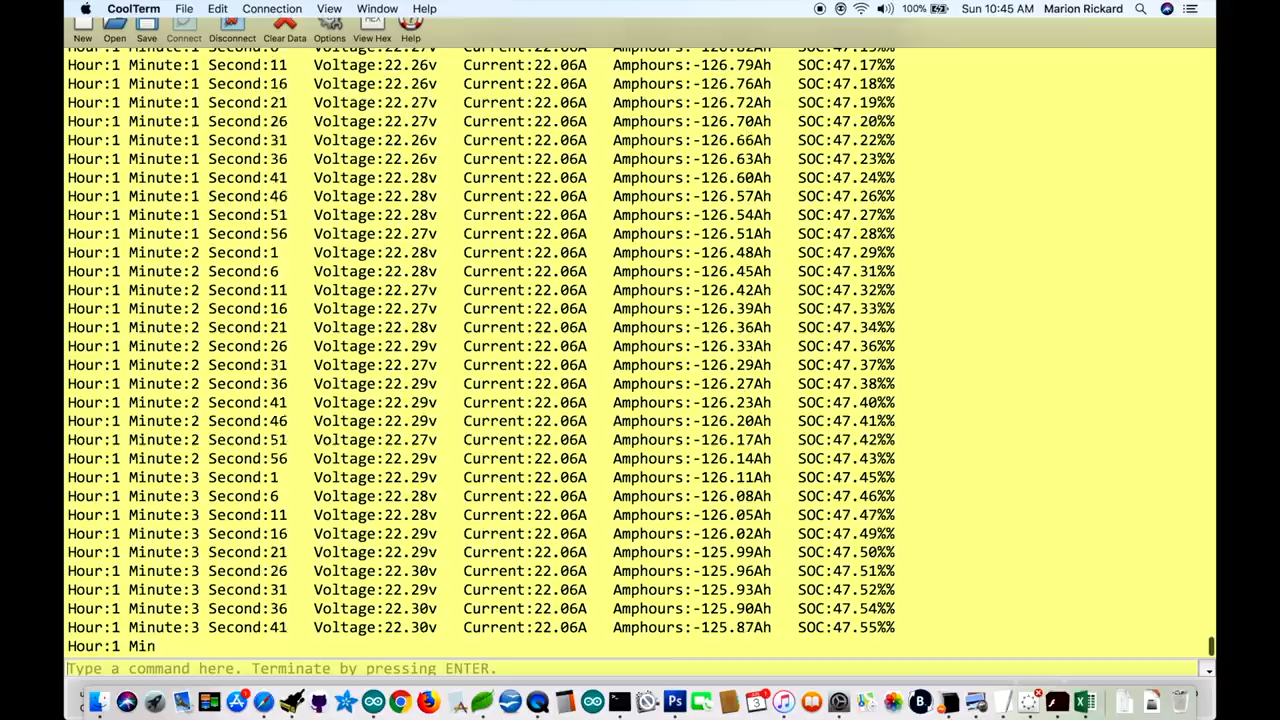 CoolTerm File Edit Connection View Window Help 100% Sun 10:45 AM Marion Rickard
New Open Save Connect Disconnect Clear Data Options View Hex Help
HEX
Hour:1 Minute:1 Second:6 Voltage:22.27v Current:22.06A Amphours:-126.82Ah SOC:47.15%%
Hour:1 Minute:1 Second:11 Voltage:22.26v Current:22.06A Amphours:-126.79Ah SOC:47.17%%
Hour:1 Minute:1 Second:16 Voltage:22.26v Current:22.06A Amphours:-126.76Ah SOC:47.18%%
Hour:1 Minute:1 Second:21 Voltage:22.27v Current:22.06A Amphours:-126.72Ah SOC:47.19%%
Hour:1 Minute:1 Second:26 Voltage:22.27v Current:22.06A Amphours:-126.70Ah SOC:47.20%%
Hour:1 Minute:1 Second:31 Voltage:22.26v Current:22.06A Amphours:-126.66Ah SOC:47.22%%
Hour:1 Minute:1 Second:36 Voltage:22.26v Current:22.06A Amphours:-126.63Ah SOC:47.23%%
Hour:1 Minute:1 Second:41 Voltage:22.28v Current:22.06A Amphours:-126.60Ah SOC:47.24%%
Hour:1 Minute:1 Second:46 Voltage:22.28v Current:22.06A Amphours:-126.57Ah SOC:47.26%%
Hour:1 Minute:1 Second:51 Voltage:22.28v Current:22.06A Amphours:-126.54Ah SOC:47.27%%
Hour:1 Minute:1 Second:56 Voltage:22.27v Current:22.06A Amphours:-126.51Ah SOC:47.28%%
Hour:1 Minute:2 Second:1 Voltage:22.28v Current:22.06A Amphours:-126.48Ah SOC:47.29%%
Hour:1 Minute:2 Second:6 Voltage:22.28v Current:22.06A Amphours:-126.45Ah SOC:47.31%%
Hour:1 Minute:2 Second:11 Voltage:22.27v Current:22.06A Amphours:-126.42Ah SOC:47.32%%
Hour:1 Minute:2 Second:16 Voltage:22.27v Current:22.06A Amphours:-126.39Ah SOC:47.33%%
Hour:1 Minute:2 Second:21 Voltage:22.28v Current:22.06A Amphours:-126.36Ah SOC:47.34%%
Hour:1 Minute:2 Second:26 Voltage:22.29v Current:22.06A Amphours:-126.33Ah SOC:47.36%%
Hour:1 Minute:2 Second:31 Voltage:22.27v Current:22.06A Amphours:-126.29Ah SOC:47.37%%
Hour:1 Minute:2 Second:36 Voltage:22.29v Current:22.06A Amphours:-126.27Ah SOC:47.38%%
Hour:1 Minute:2 Second:41 Voltage:22.29v Current:22.06A Amphours:-126.23Ah SOC:47.40%%
Hour:1 Minute:2 Second:46 Voltage:22.29v Current:22.06A Amphours:-126.20Ah SOC:47.41%%
Hour:1 Minute:2 Second:51 Voltage:22.27v Current:22.06A Amphours:-126.17Ah SOC:47.42%%
Hour:1 Minute:2 Second:56 Voltage:22.29v Current:22.06A Amphours:-126.14Ah SOC:47.43%%
Hour:1 Minute:3 Second:1 Voltage:22.29v Current:22.06A Amphours:-126.11Ah SOC:47.45%%
Hour:1 Minute:3 Second:6 Voltage:22.28v Current:22.06A Amphours:-126.08Ah SOC:47.46%%
Hour:1 Minute:3 Second:11 Voltage:22.28v Current:22.06A Amphours:-126.05Ah SOC:47.47%%
Hour:1 Minute:3 Second:16 Voltage:22.29v Current:22.06A Amphours:-126.02Ah SOC:47.49%%
Hour:1 Minute:3 Second:21 Voltage:22.29v Current:22.06A Amphours:-125.99Ah SOC:47.50%%
Hour:1 Minute:3 Second:26 Voltage:22.30v Current:22.06A Amphours:-125.96Ah SOC:47.51%%
Hour:1 Minute:3 Second:31 Voltage:22.29v Current:22.06A Amphours:-125.93Ah SOC:47.52%%
Hour:1 Minute:3 Second:36 Voltage:22.30v Current:22.06A Amphours:-125.90Ah SOC:47.54%%
Hour:1 Minute:3 Second:41 Voltage:22.30v Current:22.06A Amphours:-125.87Ah SOC:47.55%%
Hour:1 Min
Type a command here. Terminate by pressing ENTER.